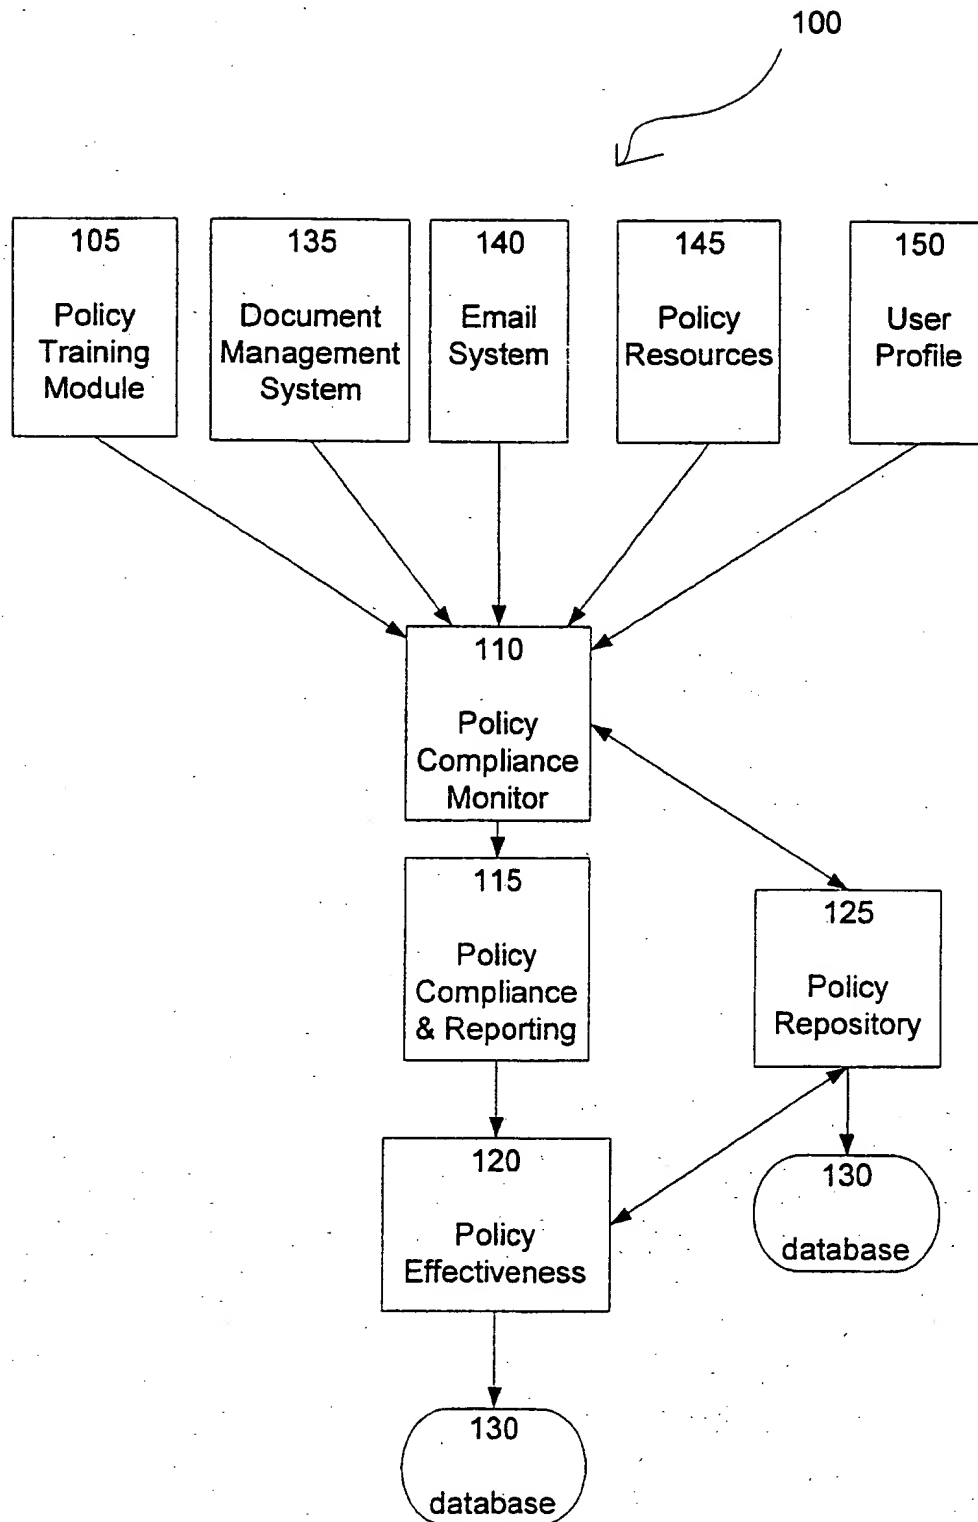 100
105
Policy
Training
Module
135
Document
Management
System
140
Email
System
145
Policy
Resources
150
User
Profile
110
Policy
Compliance
Monitor
115
Policy
Compliance
& Reporting
125
Policy
Repository
120
Policy
Effectiveness
130
database
130
database